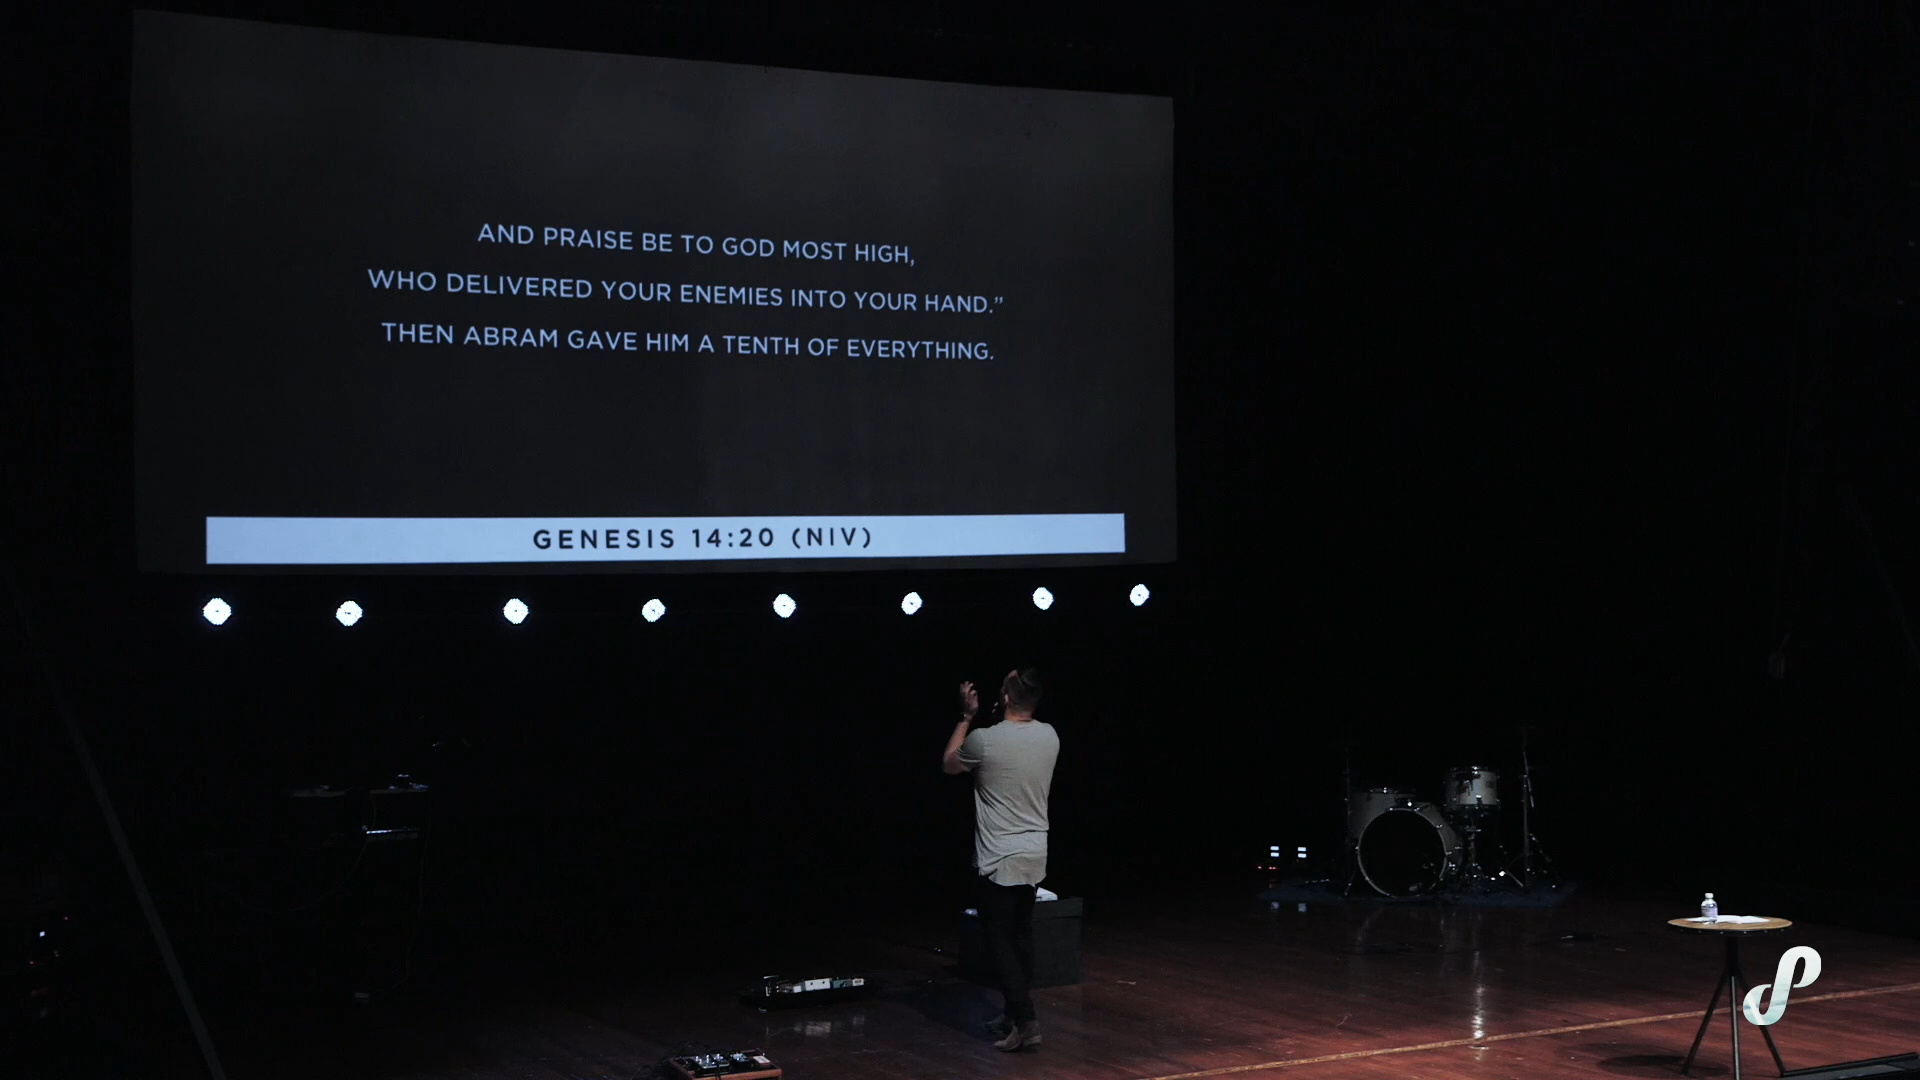 AND PRAISE BE TO GOD MOST HIGH,
WHO DELIVERED YOUR ENEMIES INTO YOUR HAND.”
THEN ABRAM GAVE HIM A TENTH OF EVERYTHING.
GENESIS 14:20 (NIV)